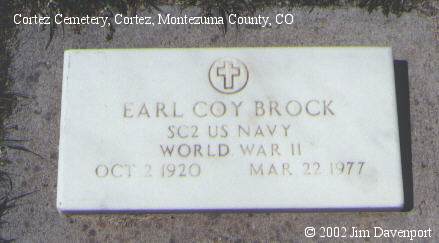 Cortez Cemetery, Cortez, Montezuma County, CO
EARL COY BROCK
SC2 US NAVY
WORLD WAR II
OCT 2 1920 MAR 22 1977
© 2002 Jim Davenport